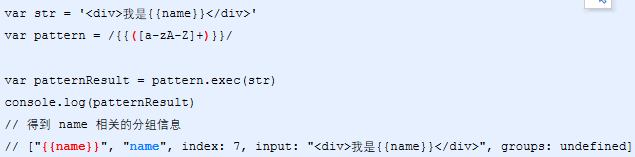 var str = '<div>我是{{name}}</div>'
var pattern = /{{([a-zA-Z]+)}}/
var patternResult = pattern.exec(str)
console.log(patternResult)
// 得到 name 相关的分组信息
// ["{{name}}", "name", index: 7, input: "<div>我是{{name}}</div>", groups: undefined]